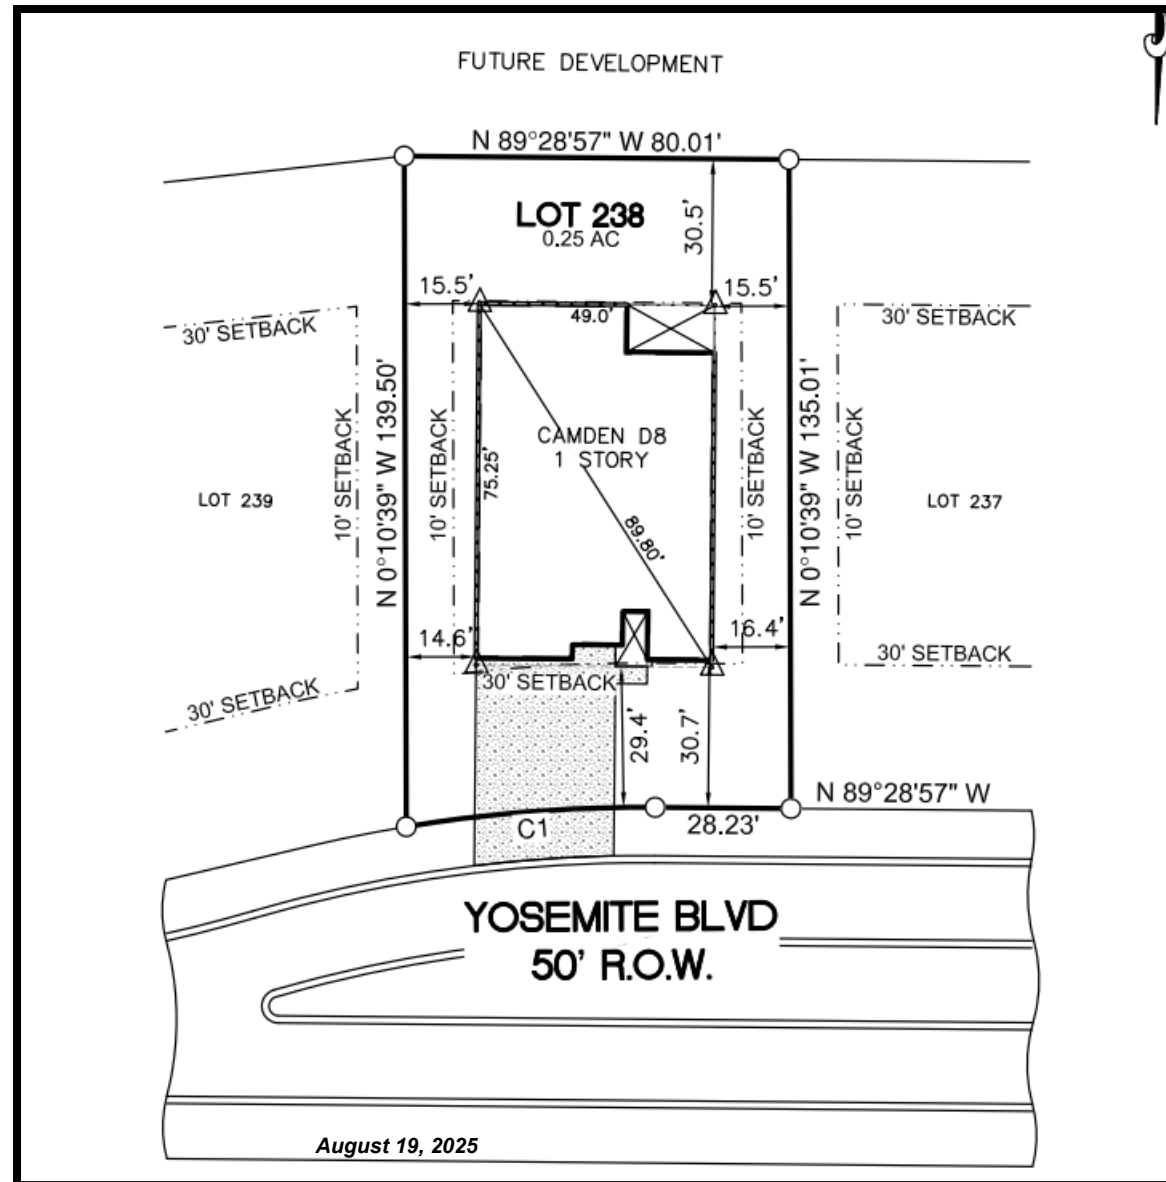 FUTURE DEVELOPMENT
N 89°28'57" W 80.01'
LOT 238
0.25 AC
30.5'
15.5'
15.5'
49.0'
30' SETBACK
30' SETBACK
N 0°10'39" W 139.50'
N 0°10'39" W 135.01'
10' SETBACK
10' SETBACK
10' SETBACK
10' SETBACK
CAMDEN D8
1 STORY
75.25'
LOT 239
LOT 237
89.80'
14.6'
16.4'
30' SETBACK
30' SETBACK
30' SETBACK
29.4'
30.7'
N 89°28'57" W
C1
28.23'
YOSEMITE BLVD
50' R.O.W.
August 19, 2025